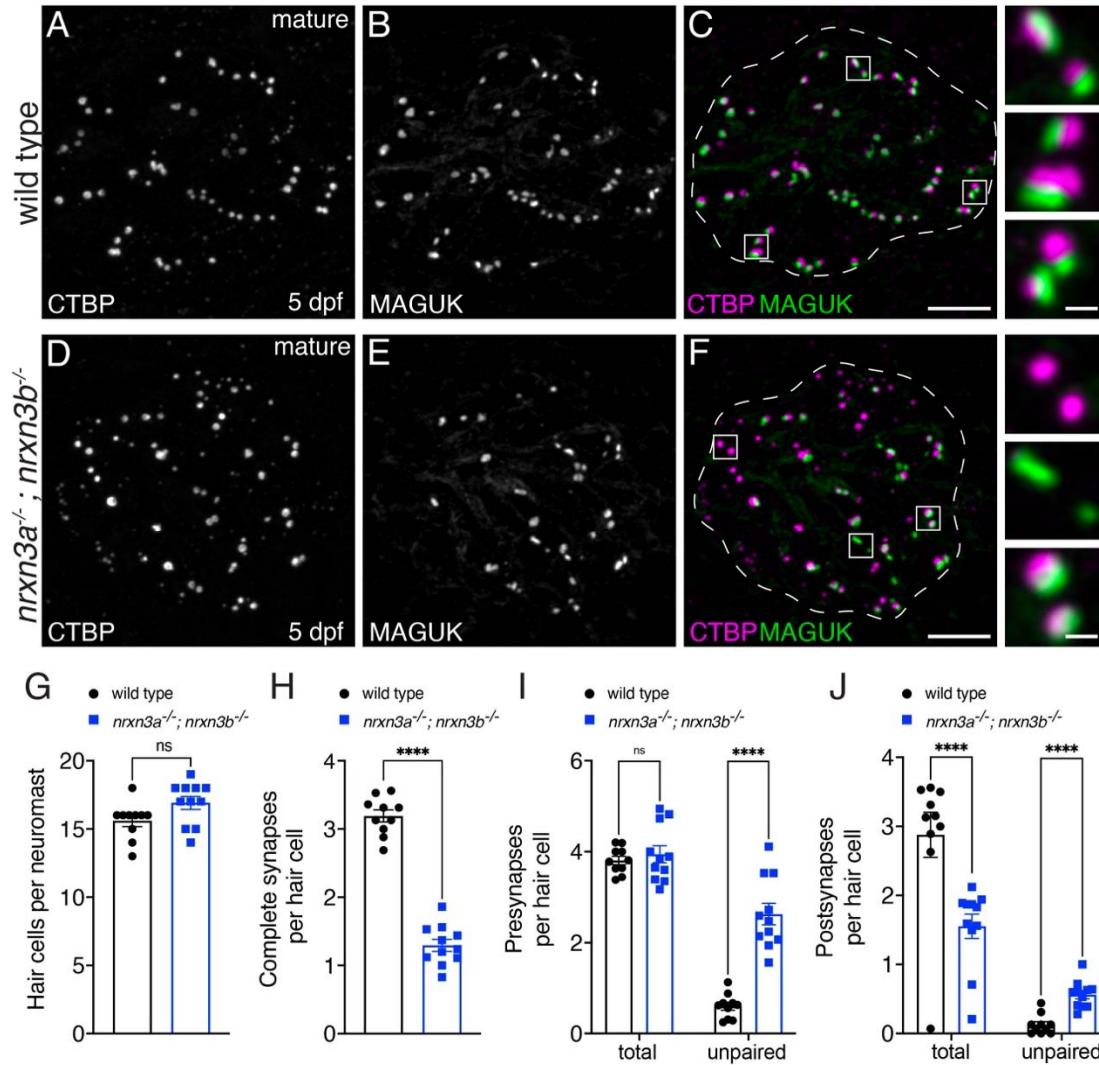 A
mature
B
C
wild type
CTBP
5 dpf
MAGUK
CTBP MAGUK
D
mature
E
F
nrxn3a-/-; nrxn3b-/-
CTBP
5 dpf
MAGUK
CTBP MAGUK
G
wild type
nrxn3a-/-; nrxn3b-/-
ns
20
15
10
5
0
Hair cells per neuromast
H
wild type
nrxn3a-/-; nrxn3b-/-
****
4
3
2
1
0
Complete synapses
per hair cell
I
wild type
nrxn3a-/-; nrxn3b-/-
ns
****
6
4
2
0
Presynapses
per hair cell
total
unpaired
J
wild type
nrxn3a-/-; nrxn3b-/-
****
****
4
3
2
1
0
Postsynapses
per hair cell
total
unpaired